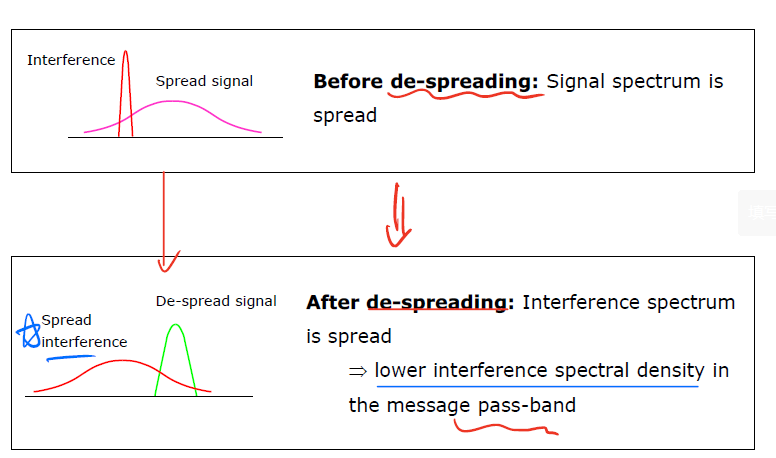 Interference
Spread signal
Before de-spreading: Signal spectrum is
spread
De-spread signal
Spread
interference
After de-spreading: Interference spectrum
is spread
⇒ lower interference spectral density in
the message pass-band